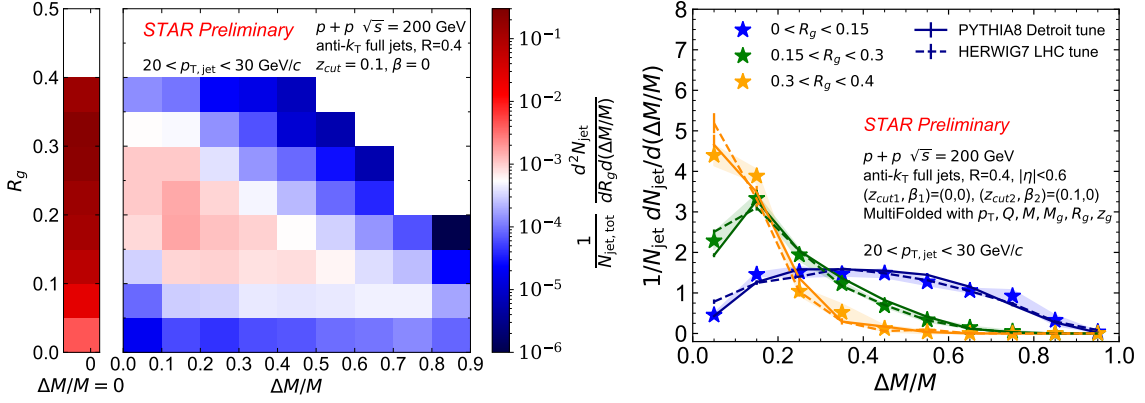 STAR Preliminary
p + p √s = 200 GeV
anti-k_T full jets, R=0.4
20 < p_T, jet < 30 GeV/c
z_cut = 0.1, β = 0
R_g
0.5
0.4
0.3
0.2
0.1
0.0
0
ΔM/M = 0
0.0 0.1 0.2 0.3 0.4 0.5 0.6 0.7 0.8 0.9
ΔM/M
10^−1
10^−2
10^−3
10^−4
10^−5
10^−6
1/N_jet, tot d^2N_jet/dR_g d(ΔM/M)
1/N_jet dN_jet/d(ΔM/M)
8
7
6
5
4
3
2
1
0
0 < R_g < 0.15
0.15 < R_g < 0.3
0.3 < R_g < 0.4
PYTHIA8 Detroit tune
HERWIG7 LHC tune
STAR Preliminary
p + p √s = 200 GeV
anti-k_T full jets, R=0.4, |η|<0.6
(z_cut1, β_1)=(0,0), (z_cut2, β_2)=(0.1,0)
MultiFolded with p_T, Q, M, M_g, R_g, z_g
20 < p_T, jet < 30 GeV/c
0.0 0.2 0.4 0.6 0.8 1.0
ΔM/M